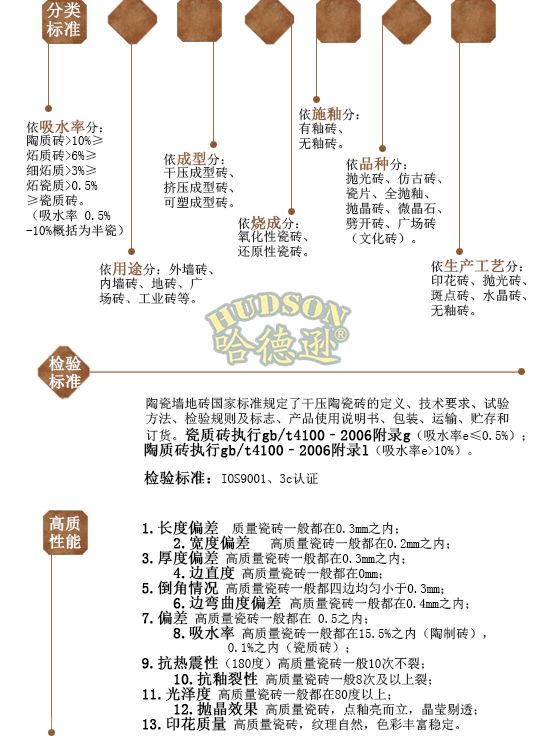 分类
标准
依吸水率分：
陶质砖>10%≥
炻质砖>6%≥
细炻质>3%≥
炻瓷质>0.5%
≥瓷质砖。
（吸水率 0.5%
-10%概括为半瓷）
依用途分：外墙砖、
内墙砖、地砖、广
场砖、工业砖等。
依成型分：
干压成型砖、
挤压成型砖、
可塑成型砖。
依烧成分：
氧化性瓷砖、
还原性瓷砖。
依施釉分：
有釉砖、
无釉砖。
依品种分：
抛光砖、仿古砖、
瓷片、全抛釉、
抛晶砖、微晶石、
劈开砖、广场砖
（文化砖）。
依生产工艺分：
印花砖、抛光砖、
斑点砖、水晶砖、
无釉砖。
HUDSON
哈德逊®
检验
标准
陶瓷墙地砖国家标准规定了干压陶瓷砖的定义、技术要求、试验
方法、检验规则及标志、产品使用说明书、包装、运输、贮存和
订货。瓷质砖执行gb/t4100－2006附录g（吸水率e≤0.5%）；
陶质砖执行gb/t4100－2006附录l（吸水率e>10%）。
检验标准：IOS9001、3c认证
高质
性能
1. 长度偏差 质量瓷砖一般都在0.3mm之内；
2. 宽度偏差 高质量瓷砖一般都在0.2mm之内；
3. 厚度偏差 高质量瓷砖一般都在0.3mm之内；
4. 边直度 高质量瓷砖一般都在0mm；
5. 倒角情况 高质量瓷砖一般都四边均匀小于0.3mm；
6. 边弯曲度偏差 高质量瓷砖一般都在0.4mm之内；
7. 偏差 高质量瓷砖一般都在 0.5之内；
8. 吸水率 高质量瓷砖一般都在15.5%之内（陶制砖），
0.1%之内（瓷质砖）；
9. 抗热震性（180度）高质量瓷砖一般10次不裂；
10. 抗釉裂性 高质量瓷砖一般8次及以上裂；
11. 光泽度 高质量瓷砖一般都在80度以上；
12. 抛晶效果 高质量瓷砖，点釉亮而立，晶莹剔透；
13. 印花质量 高质量瓷砖，纹理自然，色彩丰富稳定。